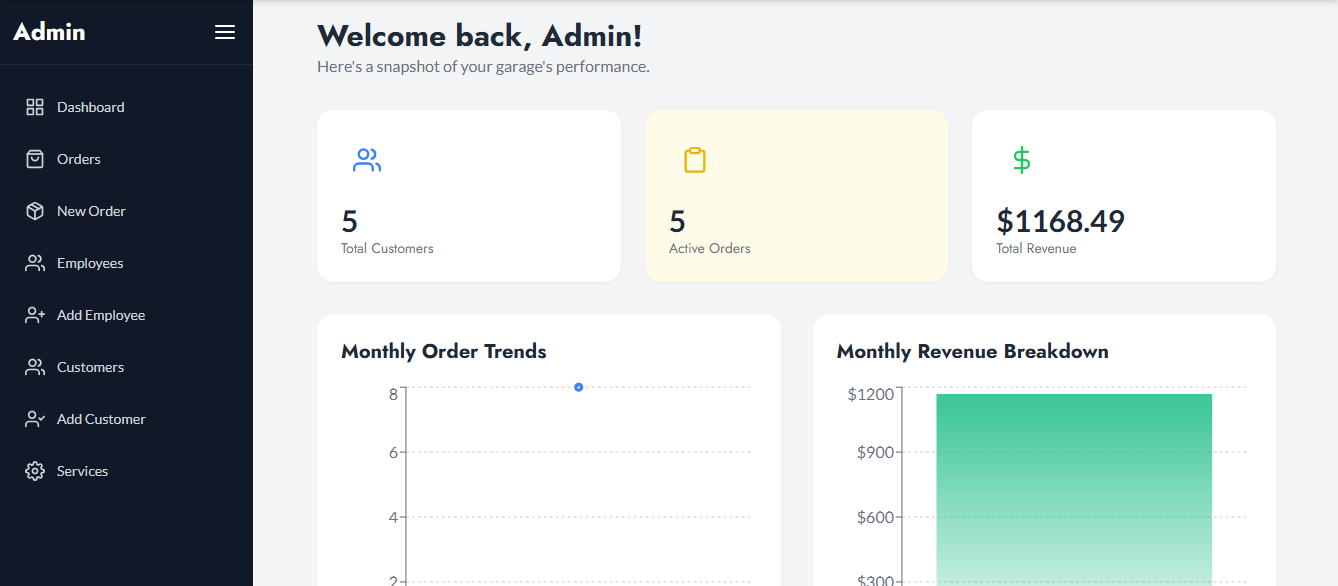 Admin
Dashboard
Orders
New Order
Employees
Add Employee
Customers
Add Customer
Services
Welcome back, Admin!
Here's a snapshot of your garage's performance.
5
Total Customers
5
Active Orders
$1168.49
Total Revenue
Monthly Order Trends
8
6
4
2
Monthly Revenue Breakdown
$1200
$900
$600
$300